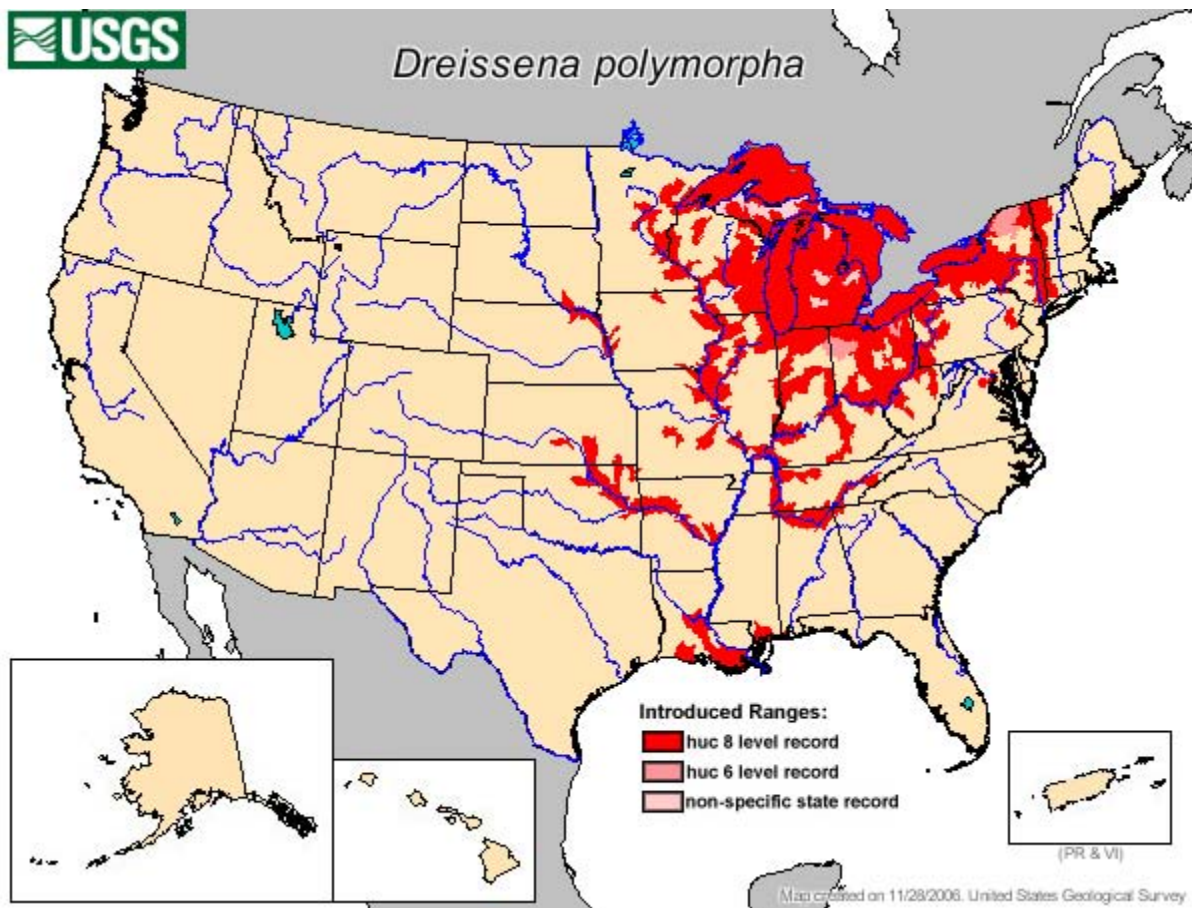 USGS
Dreissena polymorpha
Introduced Ranges:
huc 8 level record
huc 6 level record
non-specific state record
(PR & VI)
Map created on 11/28/2006. United States Geological Survey